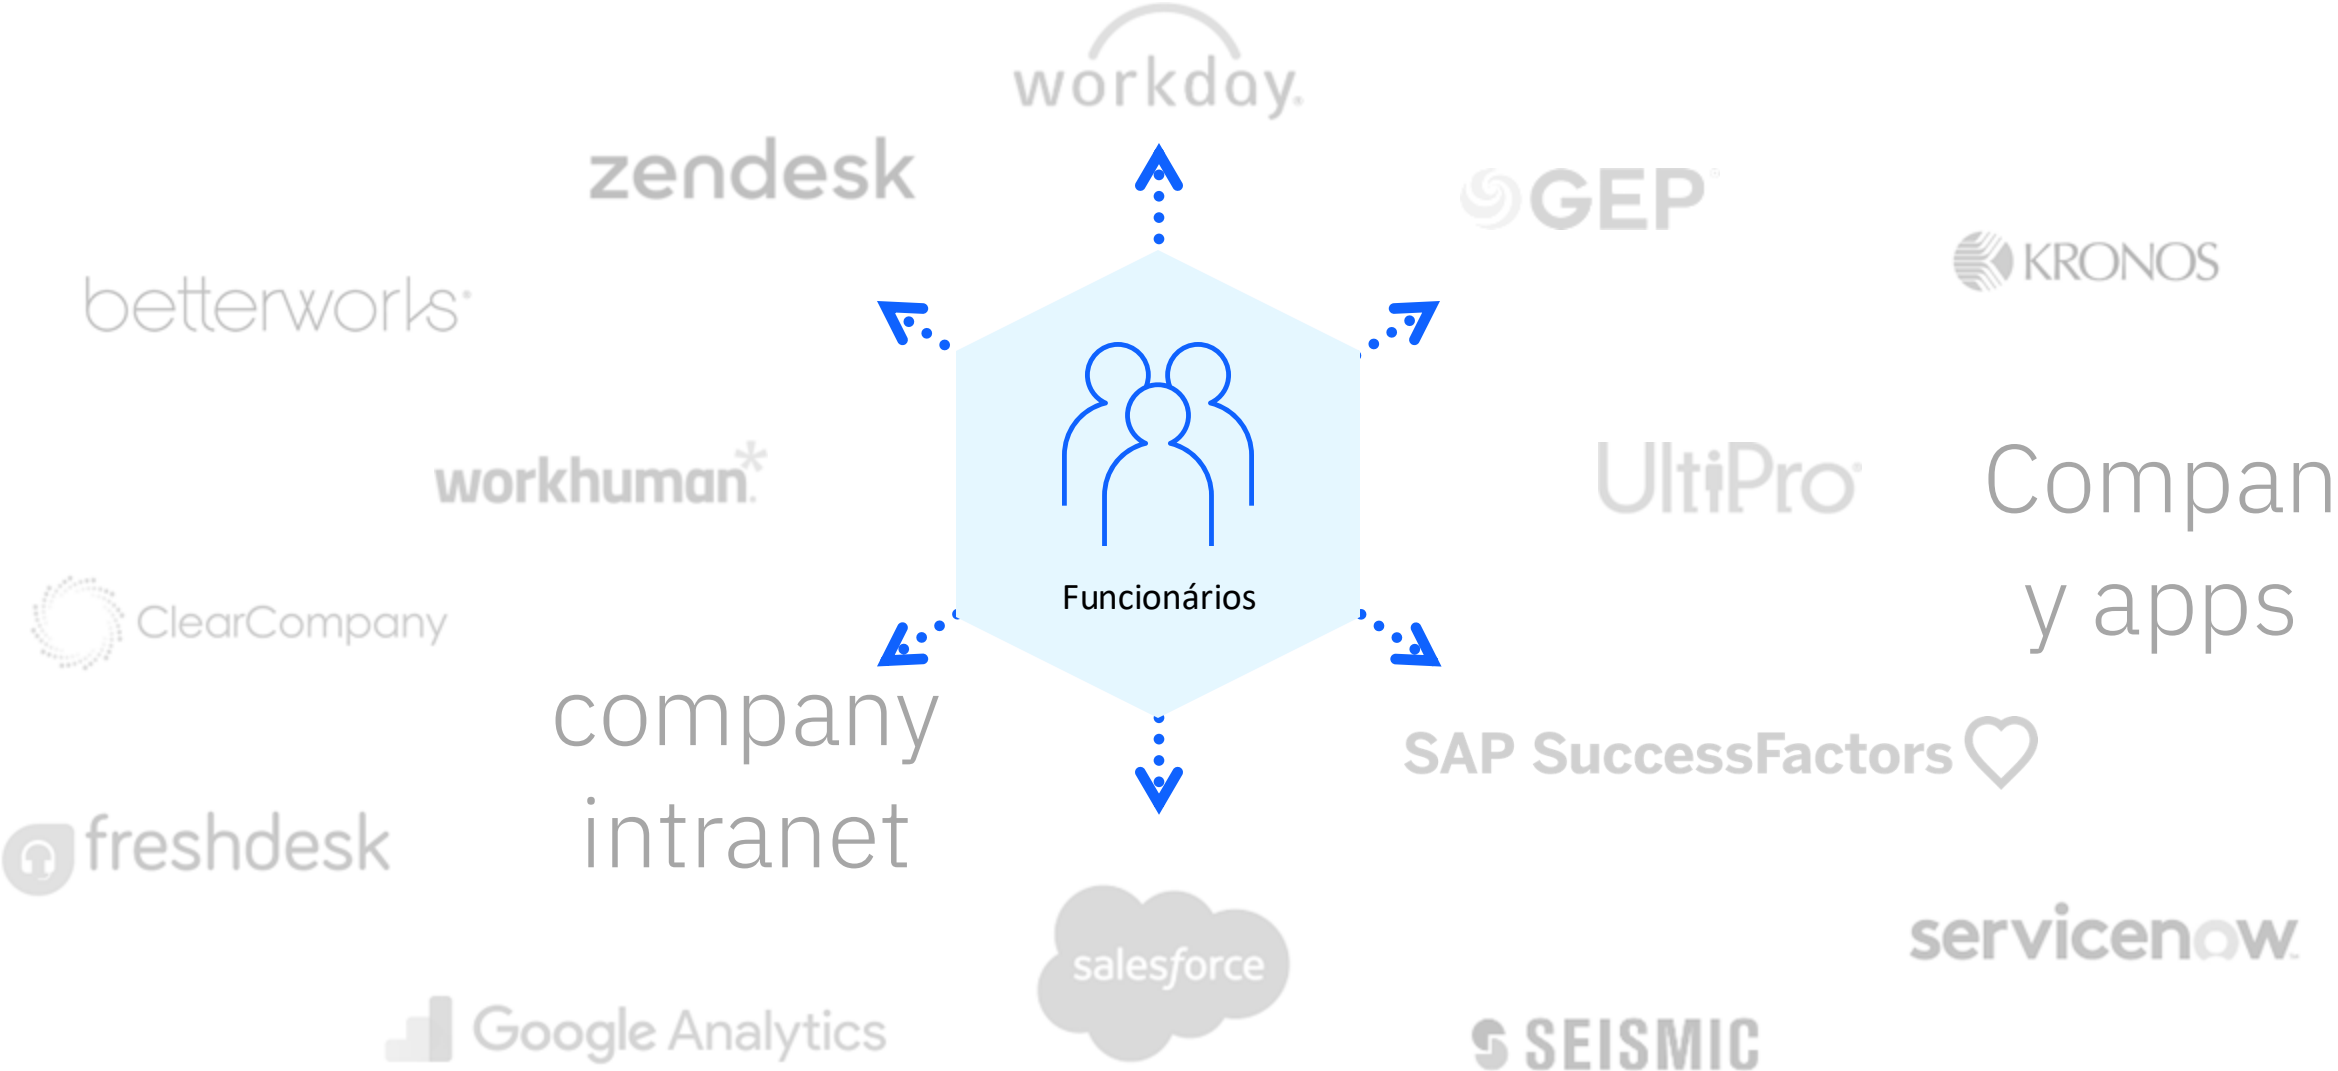 workday®
zendesk
GEP®
KRONOS
betterworks®
workhuman*
UltiPro®
Compan
y apps
Funcionários
ClearCompany
company
intranet
SAP SuccessFactors
freshdesk
salesforce
servicenow™
Google Analytics
SEISMIC